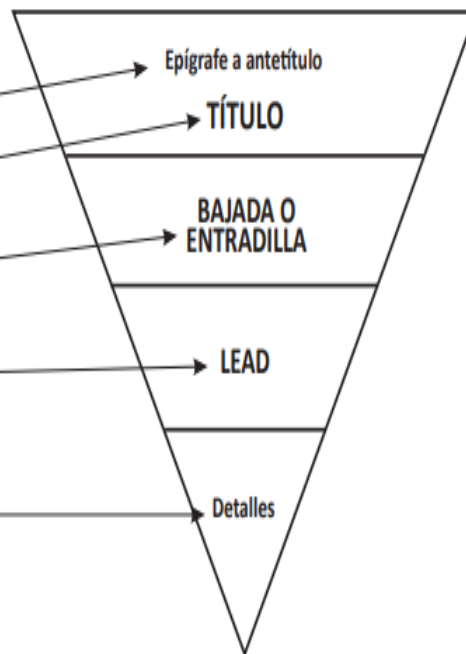 Epígrafe a antetítulo
TÍTULO
BAJADA O
ENTRADILLA
LEAD
Detalles